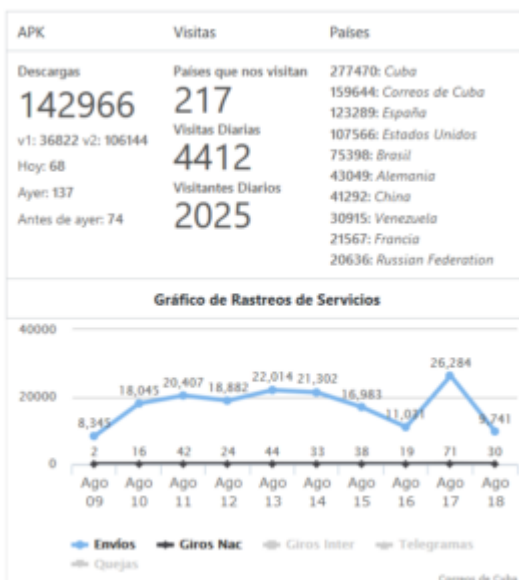 APK
Visitas
Países
Descargas
142966
v1: 36822 v2: 106144
Hoy: 68
Ayer: 137
Antes de ayer: 74
Países que nos visitan
217
Visitas Diarias
4412
Visitantes Diarios
2025
277470: Cuba
159644: Correos de Cuba
123289: España
107566: Estados Unidos
75398: Brasil
43049: Alemania
41292: China
30915: Venezuela
21567: Francia
20636: Russian Federation
Gráfico de Rastreos de Servicios
40000
20000
0
8,345 18,045 20,407 18,882 22,014 21,302 16,983 11,031 26,284 9,741
2 16 42 24 44 33 38 19 71 30
Ago 09 Ago 10 Ago 11 Ago 12 Ago 13 Ago 14 Ago 15 Ago 16 Ago 17 Ago 18
Envíos Giros Nac Giros Inter Telegramas
Quejas
Correos de Cuba